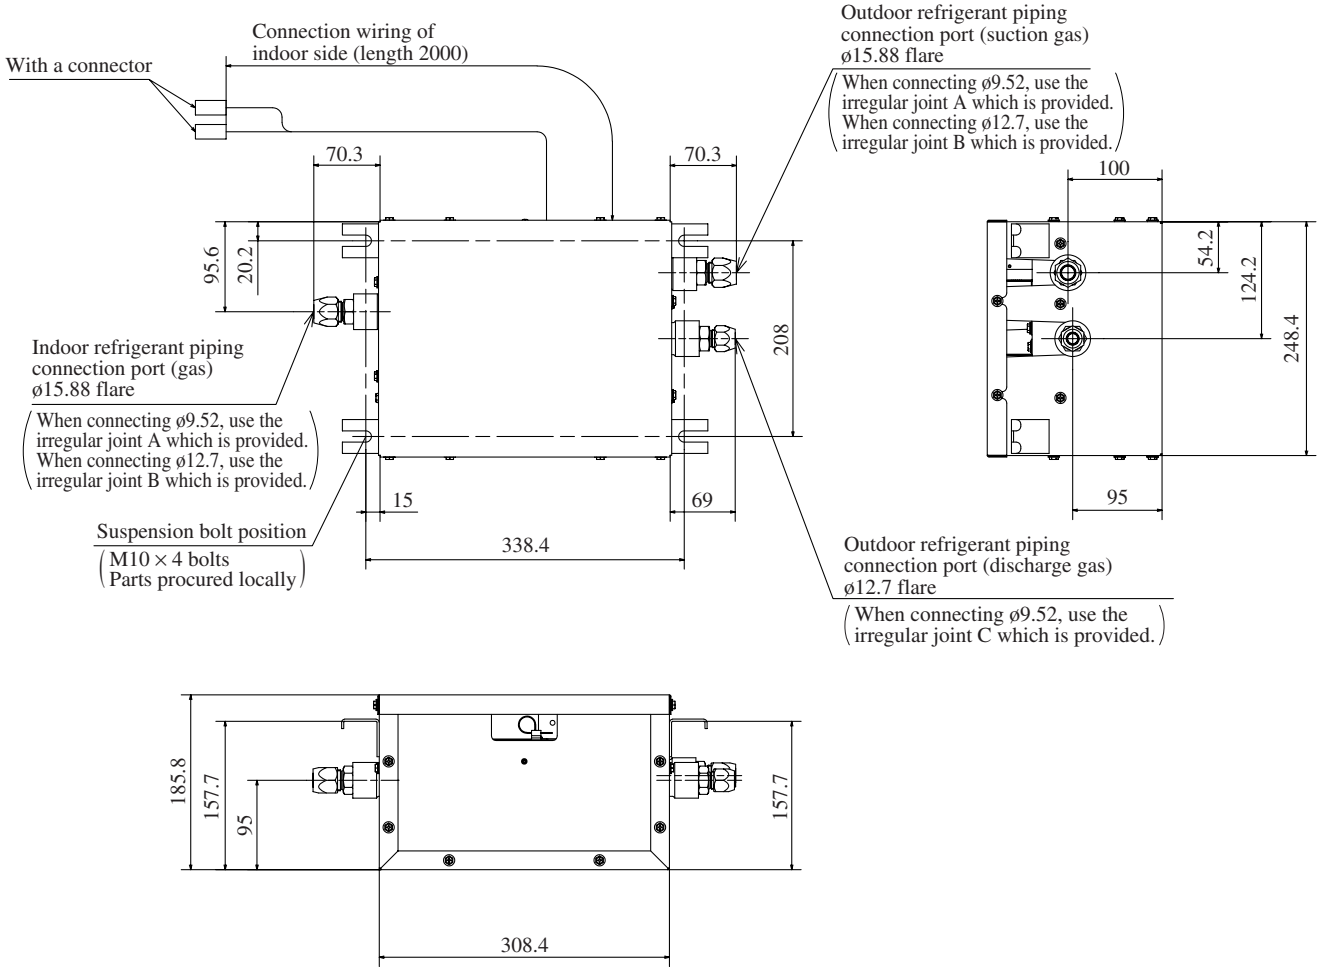 Connection wiring of
indoor side (length 2000)
With a connector
Outdoor refrigerant piping
connection port (suction gas)
ø15.88 flare
(When connecting ø9.52, use the
irregular joint A which is provided.
When connecting ø12.7, use the
irregular joint B which is provided.)
70.3
70.3
100
95.6
20.2
208
54.2
124.2
248.4
Indoor refrigerant piping
connection port (gas)
ø15.88 flare
(When connecting ø9.52, use the
irregular joint A which is provided.
When connecting ø12.7, use the
irregular joint B which is provided.)
15
69
95
Suspension bolt position
(M10 × 4 bolts
Parts procured locally)
338.4
Outdoor refrigerant piping
connection port (discharge gas)
ø12.7 flare
(When connecting ø9.52, use the
irregular joint C which is provided.)
185.8
157.7
95
157.7
308.4